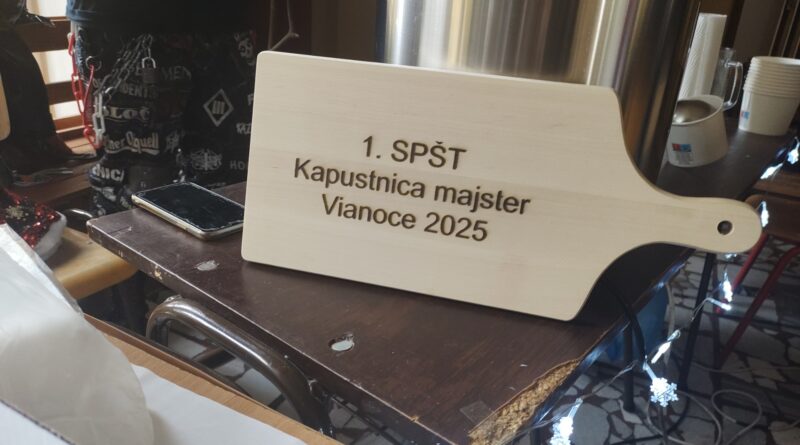 1. SPŠT
Kapustnica majster
Vianoce 2025